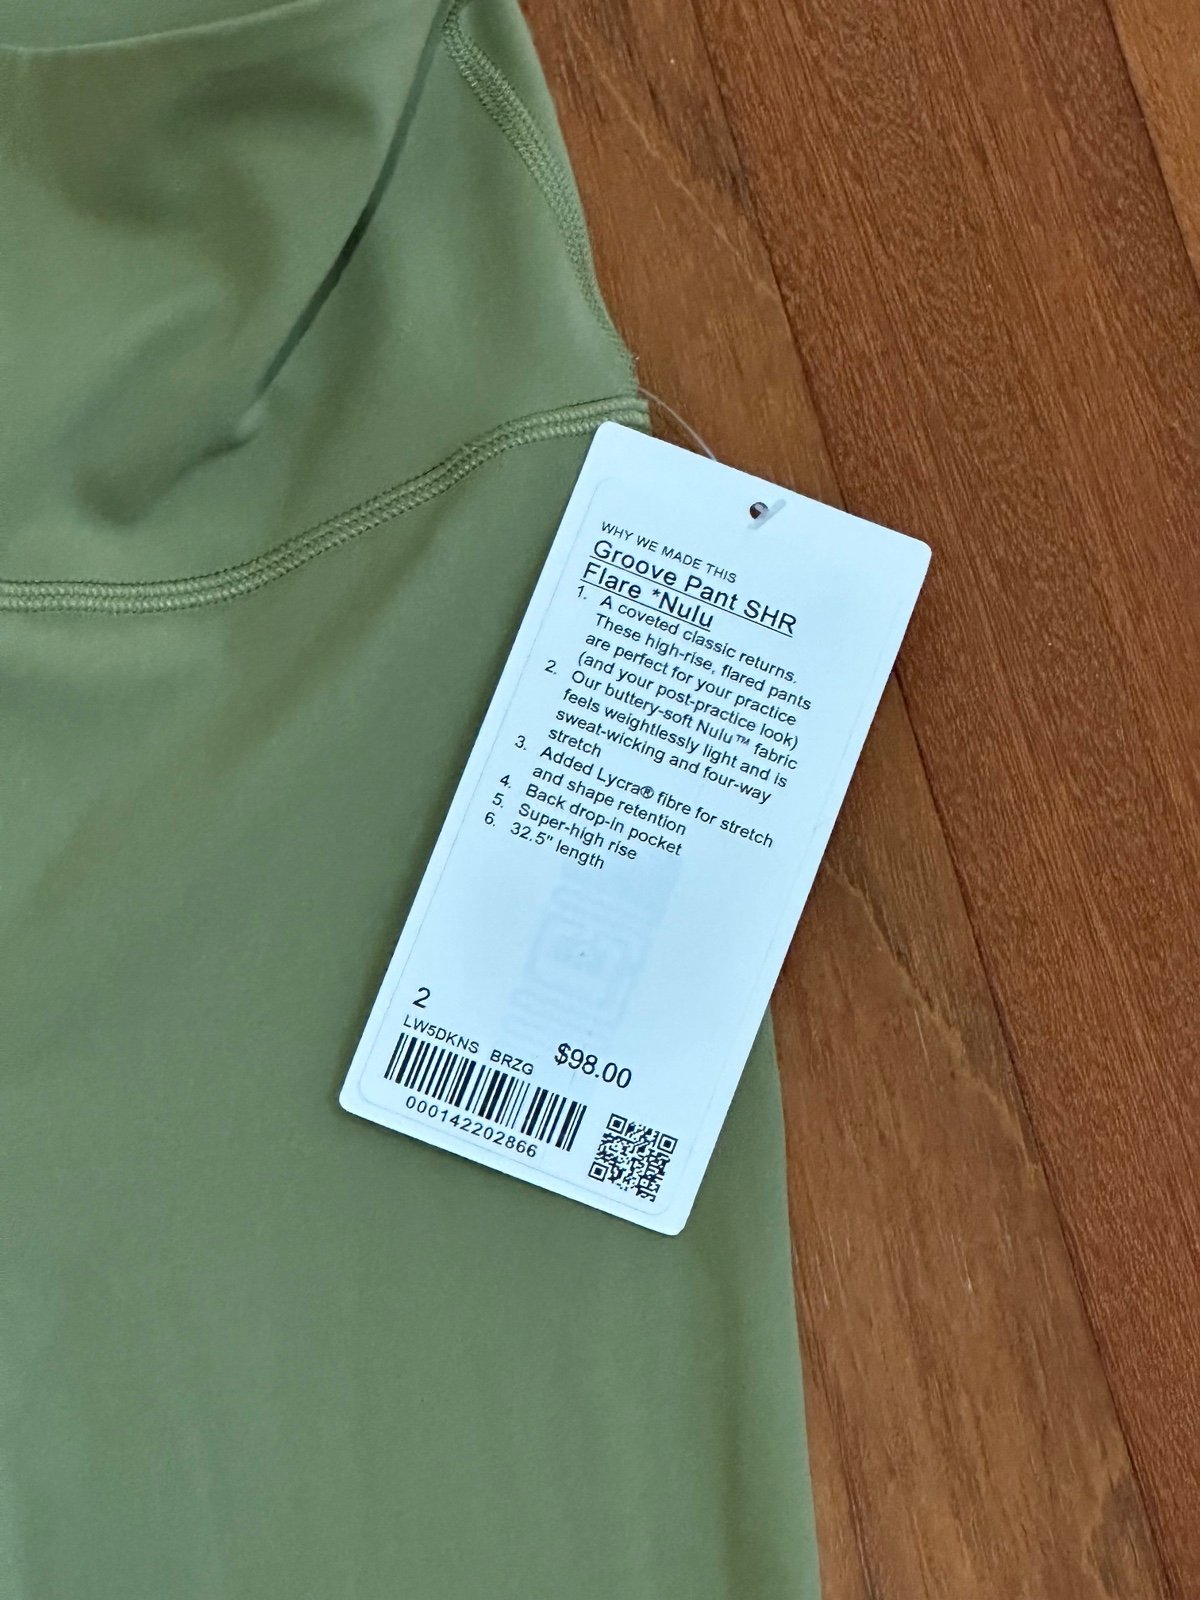 WHY WE MADE THIS
Groove Pant SHR
Flare *Nulu
1. A coveted classic returns.
These high-rise, flared pants
are perfect for your practice
(and your post-practice look)
2. Our buttery-soft Nulu™ fabric
feels weightlessly light and is
sweat-wicking and four-way
stretch
3. Added Lycra® fibre for stretch
and shape retention
4. Back drop-in pocket
5. Super-high rise
6. 32.5" length
2
LW5DKNS BRZG
$98.00
000142202866